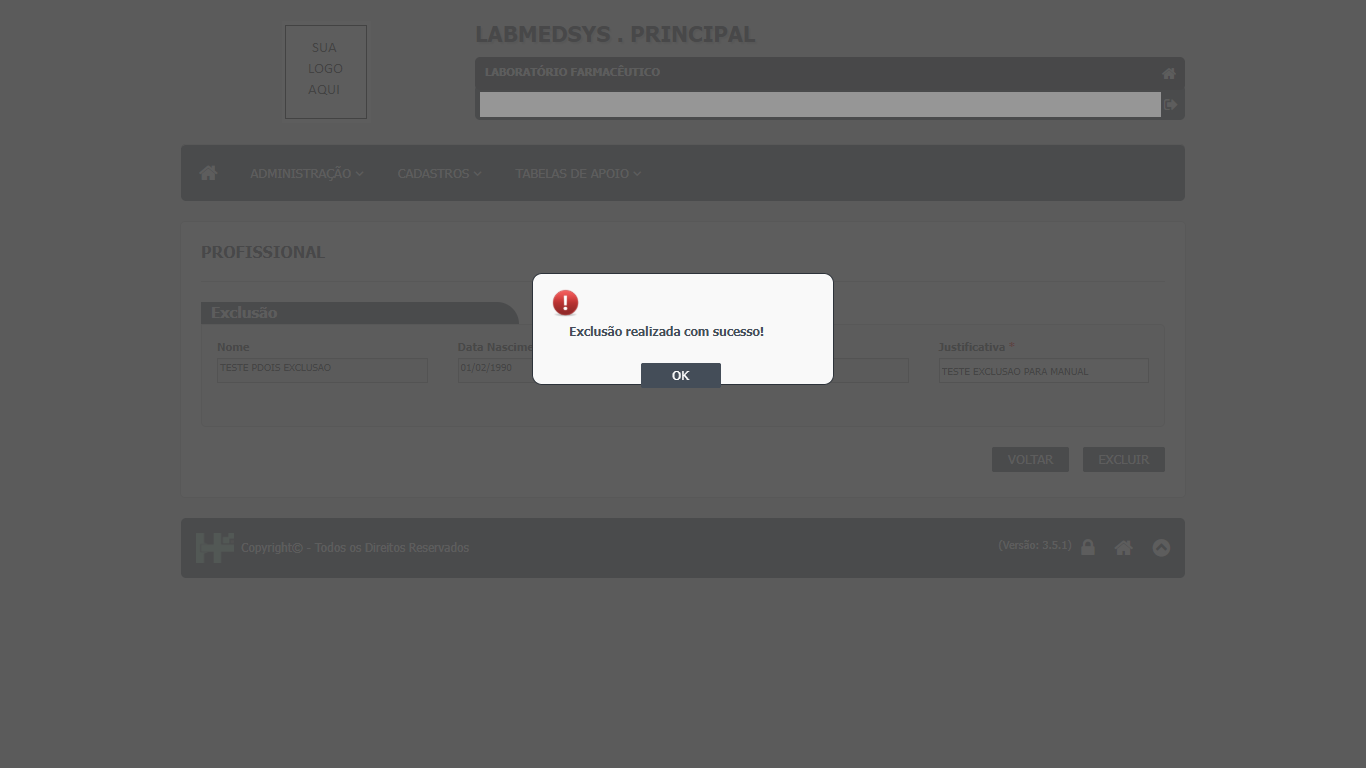 SUA
LOGO
AQUI
LABMEDSYS . PRINCIPAL
LABORATÓRIO FARMACÊUTICO
ADMINISTRAÇÃO
CADASTROS
TABELAS DE APOIO
PROFISSIONAL
Exclusão
Nome
Data Nascime
Justificativa *
TESTE PDOIS EXCLUSAO
01/02/1990
TESTE EXCLUSAO PARA MANUAL
Exclusão realizada com sucesso!
OK
VOLTAR
EXCLUIR
Copyright© - Todos os Direitos Reservados
(Versão: 3.5.1)